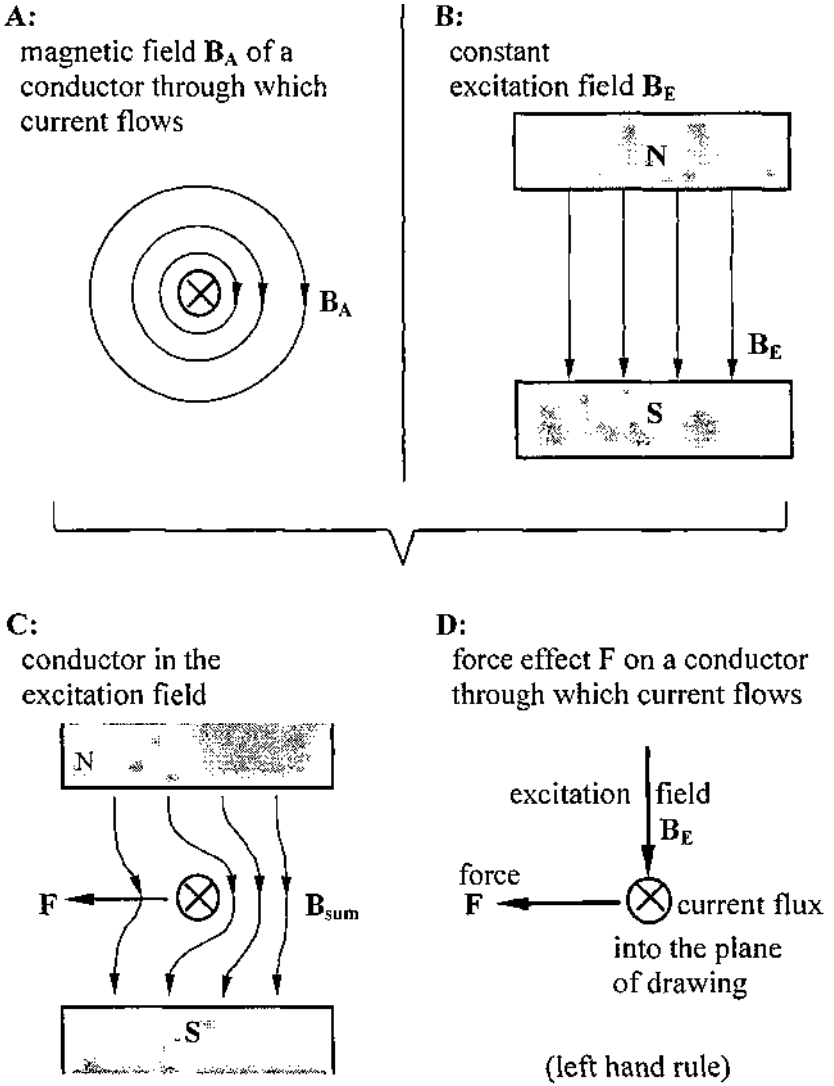 A:
magnetic field B_A of a
conductor through which
current flows
B_A
B:
constant
excitation field B_E
N
B_E
S
C:
conductor in the
excitation field
N
F
B_sum
S
D:
force effect F on a conductor
through which current flows
excitation field
B_E
force
F
current flux
into the plane
of drawing
(left hand rule)